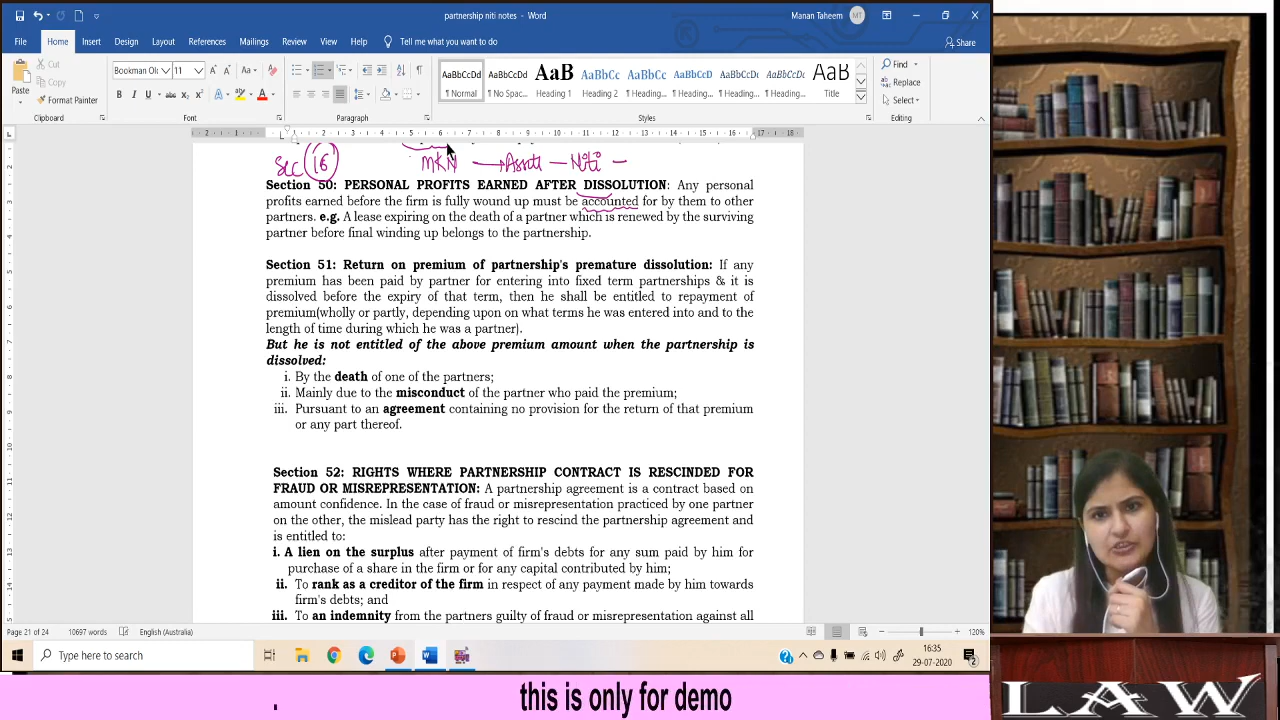 partnership niti notes - Word
Manan Taheem
MT
File Home Insert Design Layout References Mailings Review View Help Tell me what you want to do Share
Cut
Copy
Format Painter
Paste
Clipboard
Bookman Ol 11
Font
Paragraph
AaBbCcDd AaBbCcDd AaB AaBbCc AaBbCc AaBbCcD AaBbCcDc AaBbCcDc AaB
¶ Normal ¶ No Spac... Heading 1 Heading 2 ¶ Heading... ¶ Heading... ¶ Heading... ¶ Heading... Title
Styles
Find
Replace
Select
Editing
Sec 16 → Assets —
Section 50: PERSONAL PROFITS EARNED AFTER DISSOLUTION: Any personal
profits earned before the firm is fully wound up must be accounted for by them to other
partners. e.g. A lease expiring on the death of a partner which is renewed by the surviving
partner before final winding up belongs to the partnership.
Section 51: Return on premium of partnership's premature dissolution: If any
premium has been paid by partner for entering into fixed term partnerships & it is
dissolved before the expiry of that term, then he shall be entitled to repayment of
premium(wholly or partly, depending upon what terms he was entered into and to the
length of time during which he was a partner).
But he is not entitled of the above premium amount when the partnership is
dissolved:
i. By the death of one of the partners;
ii. Mainly due to the misconduct of the partner who paid the premium;
iii. Pursuant to an agreement containing no provision for the return of that premium
or any part thereof.
Section 52: RIGHTS WHERE PARTNERSHIP CONTRACT IS RESCINDED FOR
FRAUD OR MISREPRESENTATION: A partnership agreement is a contract based on
amount confidence. In the case of fraud or misrepresentation practiced by one partner
on the other, the mislead party has the right to rescind the partnership agreement and
is entitled to:
i. A lien on the surplus after payment of firm's debts for any sum paid by him for
purchase of a share in the firm or for any capital contributed by him;
ii. To rank as a creditor of the firm in respect of any payment made by him towards
firm's debts; and
iii. To an indemnity from the partners guilty of fraud or misrepresentation against all
Page 21 of 24 10697 words English (Australia) 120%
Type here to search
16:35
29-07-2020
LAW
. this is only for demo